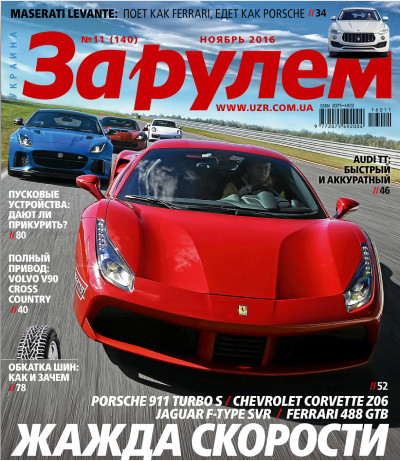 MASERATI LEVANTE: ПОЕТ КАК FERRARI, ЕДЕТ КАК PORSCHE //34
УКРАИНА
№11 (140)
НОЯБРЬ 2016
За рулем
WWW.UZR.COM.UA
16011
AUDI TT:
БЫСТРЫЙ
И АККУРАТНЫЙ
//46
ПУСКОВЫЕ
УСТРОЙСТВА:
ДАЮТ ЛИ
ПРИКУРИТЬ?
//80
ПОЛНЫЙ
ПРИВОД:
VOLVO V90
CROSS
COUNTRY
//40
ОБКАТКА ШИН:
КАК И ЗАЧЕМ
//78
//52
PORSCHE 911 TURBO S / CHEVROLET CORVETTE Z06
JAGUAR F-TYPE SVR / FERRARI 488 GTB
ЖАЖДА СКОРОСТИ